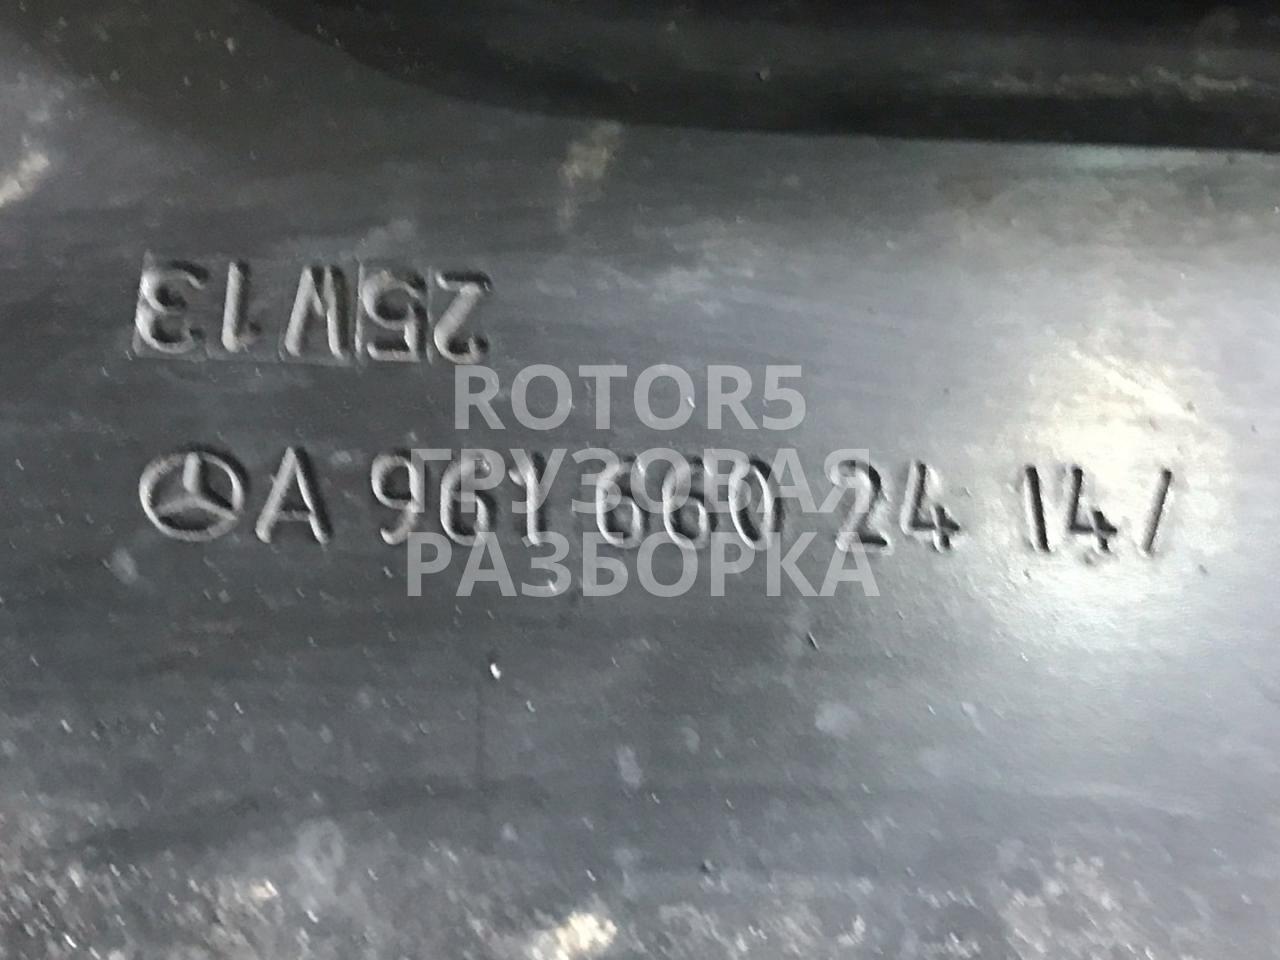 25W13
ROTOR5
ГРУЗОВАЯ
A 961 660 24 14 /
РАЗБОРКА